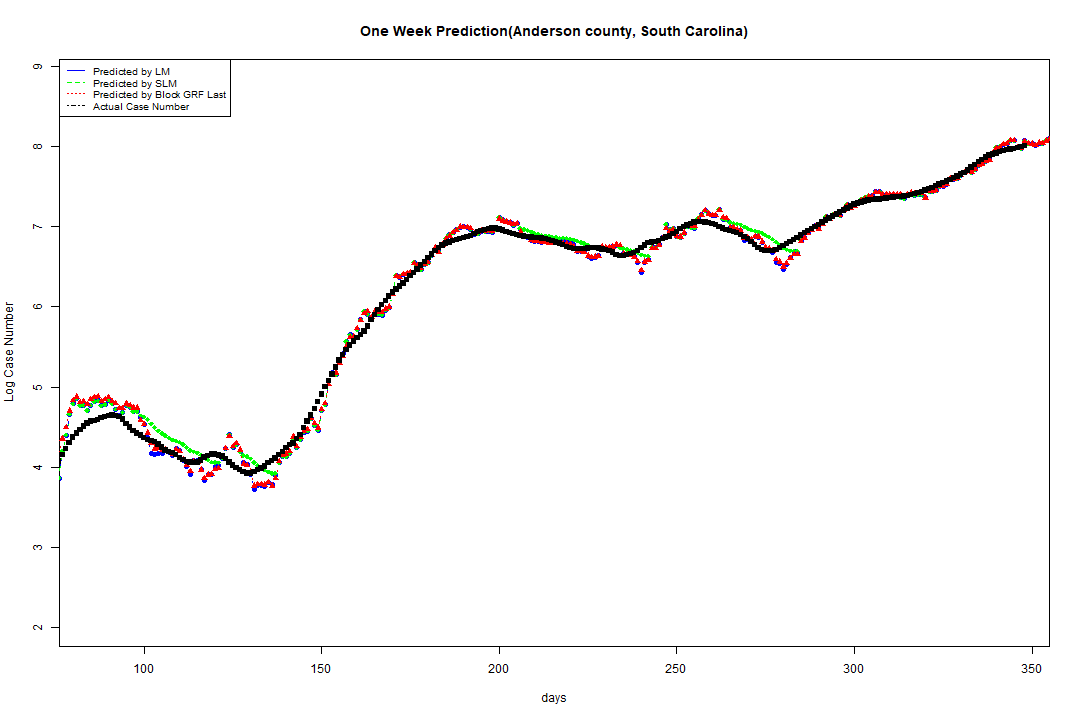 One Week Prediction(Anderson county, South Carolina)
Predicted by LM
Predicted by SLM
Predicted by Block GRF Last
Actual Case Number
Log Case Number
9
8
7
6
5
4
3
2
100 150 200 250 300 350
days